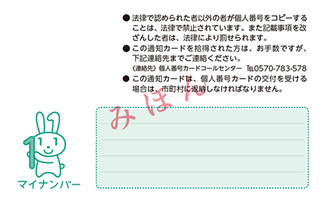 ●法律で認められた者以外の者が個人番号をコピーする
ことは、法律で禁止されています。また記載事項を改
ざんした者は、法律により罰せられます。
●この通知カードを拾得された方は、お手数ですが、
下記連絡先までご連絡ください。
〈連絡先〉個人番号カードコールセンター ℡0570-783-578
●この通知カードは、個人番号カードの交付を受ける
場合は、市町村に返納しなければなりません。
みほん
1
マイナンバー